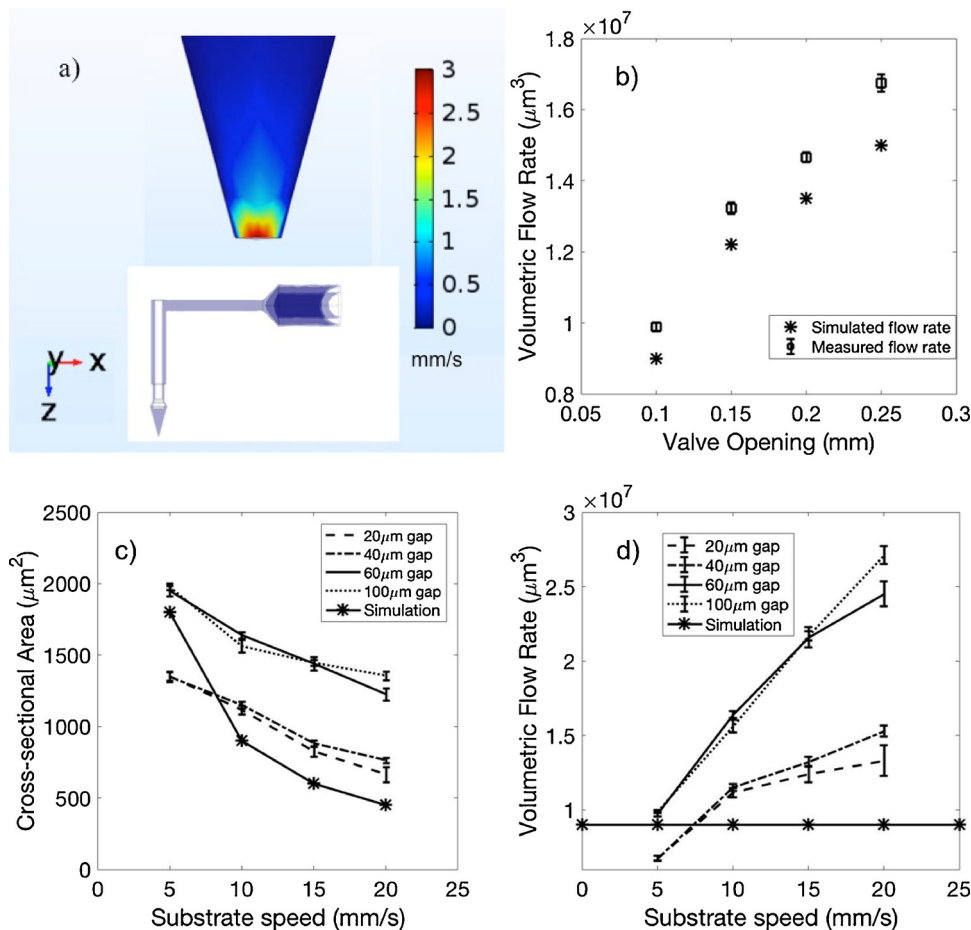 a)
3
2.5
2
1.5
1
0.5
0
mm/s
y
x
z
b)
×10⁷
1.8
1.6
1.4
1.2
1
0.8
0.05
0.1
0.15
0.2
0.25
0.3
Volumetric Flow Rate (μm³)
Valve Opening (mm)
Simulated flow rate
Measured flow rate
c)
2500
2000
1500
1000
500
0
0
5
10
15
20
25
Cross-sectional Area (μm²)
Substrate speed (mm/s)
20μm gap
40μm gap
60μm gap
100μm gap
Simulation
d)
×10⁷
3
2.5
2
1.5
1
0
5
10
15
20
25
Volumetric Flow Rate (μm³)
Substrate speed (mm/s)
20μm gap
40μm gap
60μm gap
100μm gap
Simulation